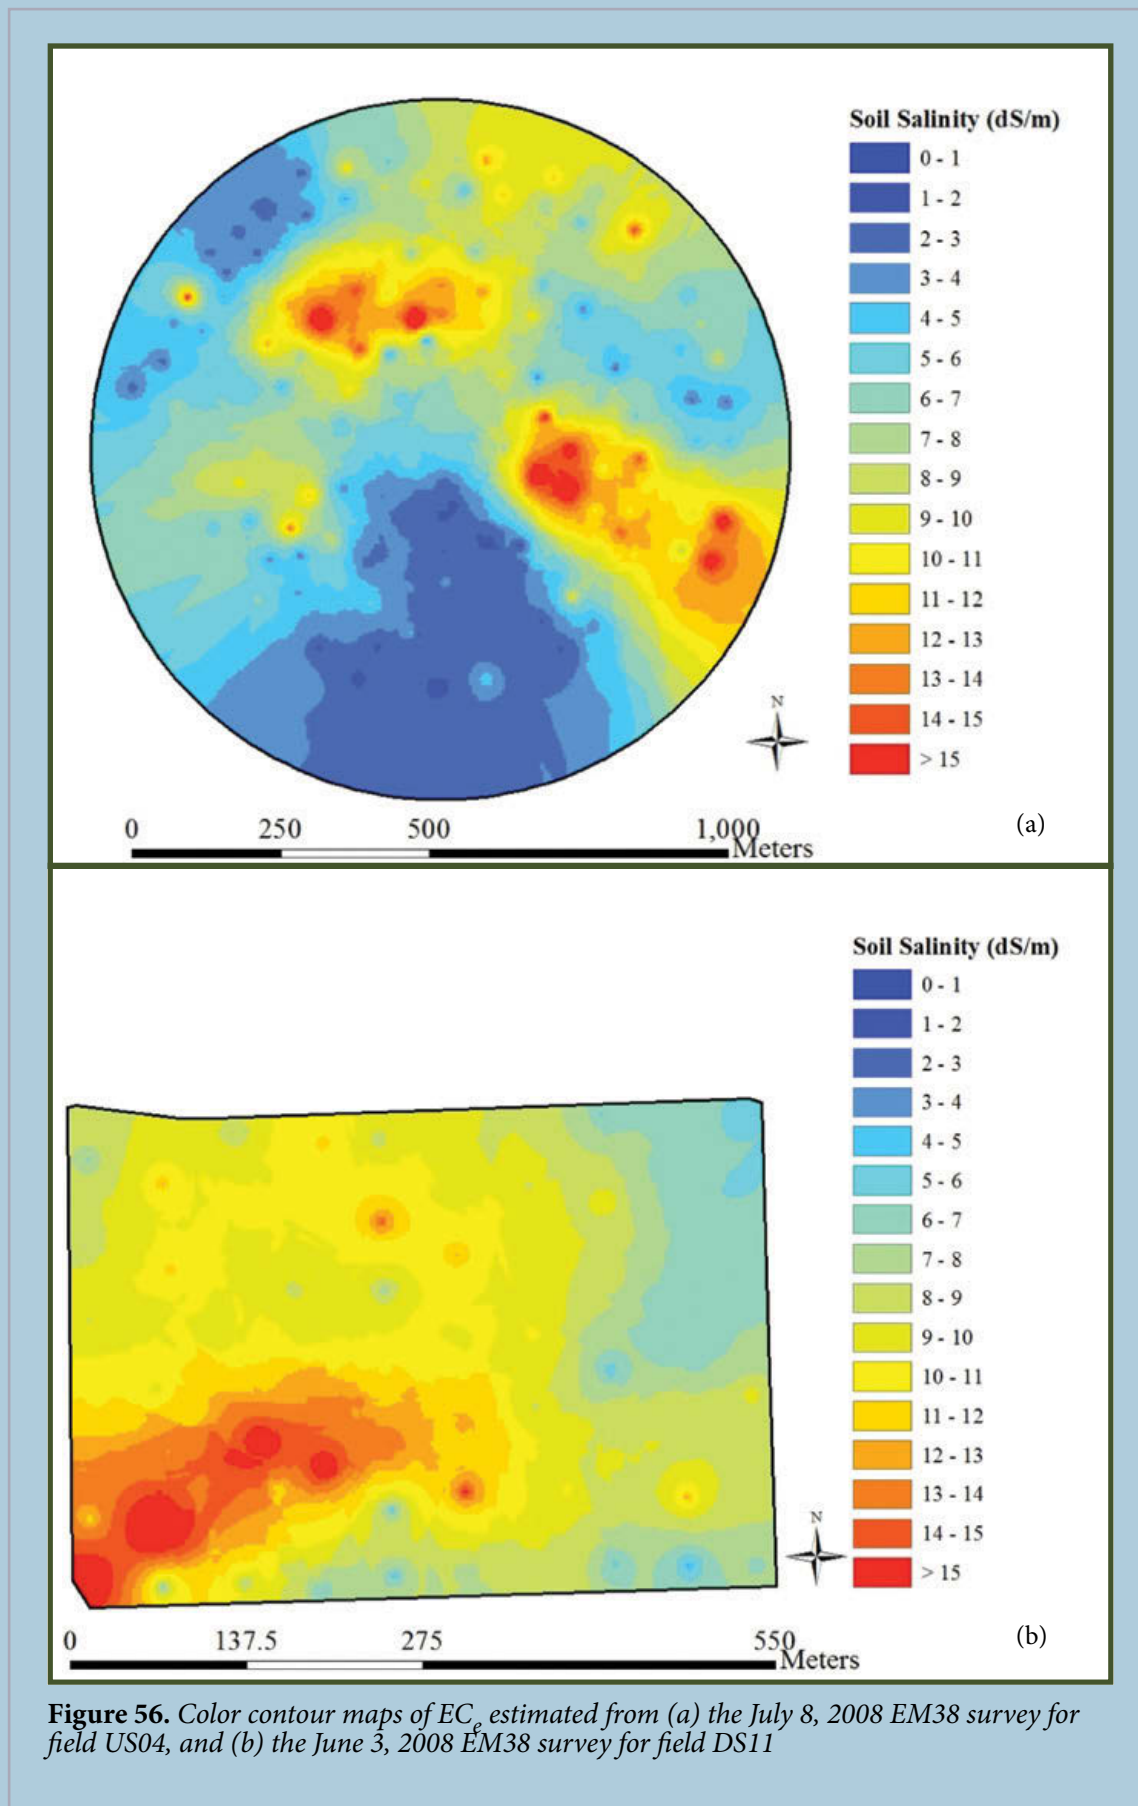 Soil Salinity (dS/m)
0 - 1
1 - 2
2 - 3
3 - 4
4 - 5
5 - 6
6 - 7
7 - 8
8 - 9
9 - 10
10 - 11
11 - 12
12 - 13
13 - 14
14 - 15
> 15
N
0 250 500 1,000
Meters
(a)
Soil Salinity (dS/m)
0 - 1
1 - 2
2 - 3
3 - 4
4 - 5
5 - 6
6 - 7
7 - 8
8 - 9
9 - 10
10 - 11
11 - 12
12 - 13
13 - 14
14 - 15
> 15
N
0 137.5 275 550
Meters
(b)
Figure 56. Color contour maps of ECe estimated from (a) the July 8, 2008 EM38 survey for
field US04, and (b) the June 3, 2008 EM38 survey for field DS11